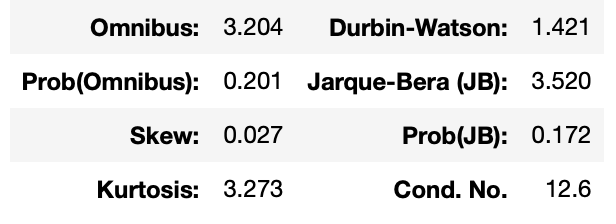 Omnibus: 3.204 Durbin-Watson: 1.421
Prob(Omnibus): 0.201 Jarque-Bera (JB): 3.520
Skew: 0.027 Prob(JB): 0.172
Kurtosis: 3.273 Cond. No. 12.6